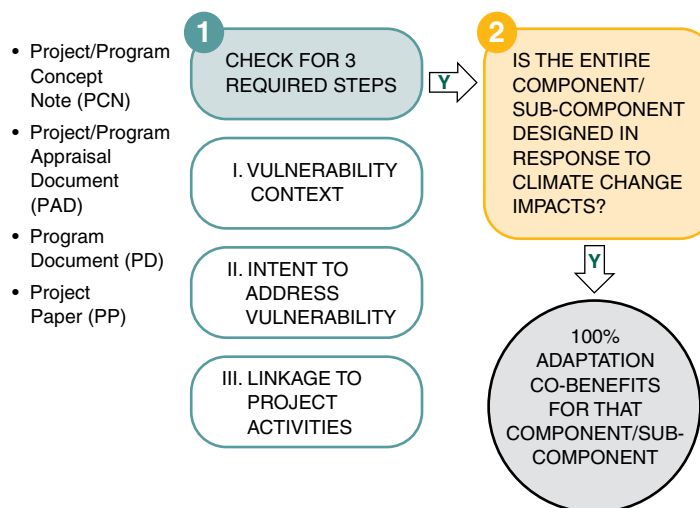 • Project/Program
Concept
Note (PCN)
• Project/Program
Appraisal
Document
(PAD)
• Program
Document (PD)
• Project
Paper (PP)
1
CHECK FOR 3
REQUIRED STEPS
I. VULNERABILITY
CONTEXT
II. INTENT TO
ADDRESS
VULNERABILITY
III. LINKAGE TO
PROJECT
ACTIVITIES
Y
2
IS THE ENTIRE
COMPONENT/
SUB-COMPONENT
DESIGNED IN
RESPONSE TO
CLIMATE CHANGE
IMPACTS?
Y
100%
ADAPTATION
CO-BENEFITS
FOR THAT
COMPONENT/SUB-
COMPONENT